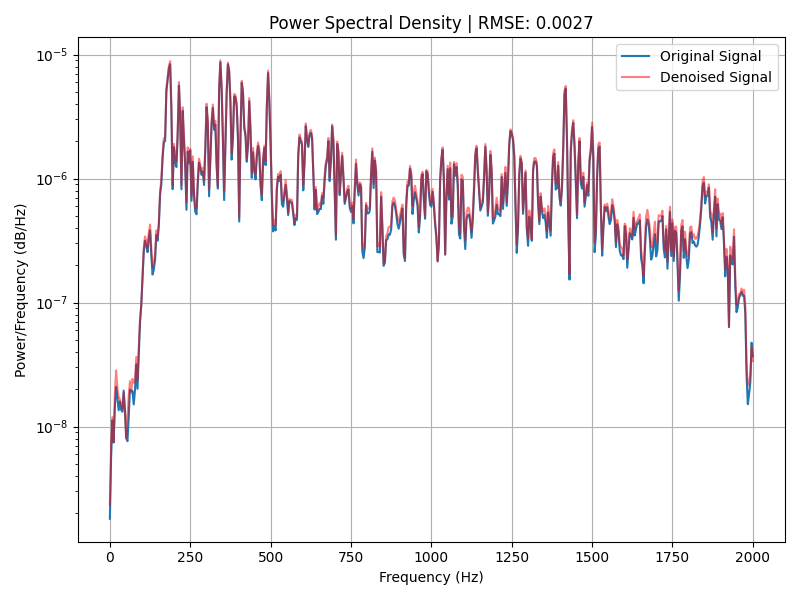 Power Spectral Density | RMSE: 0.0027
Original Signal
Denoised Signal
Power/Frequency (dB/Hz)
10⁻⁵
10⁻⁶
10⁻⁷
10⁻⁸
0 250 500 750 1000 1250 1500 1750 2000
Frequency (Hz)